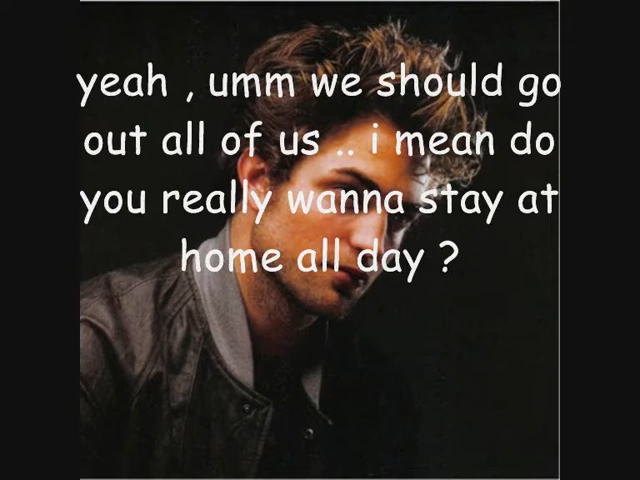 yeah , umm we should go
out all of us .. i mean do
you really wanna stay at
home all day ?